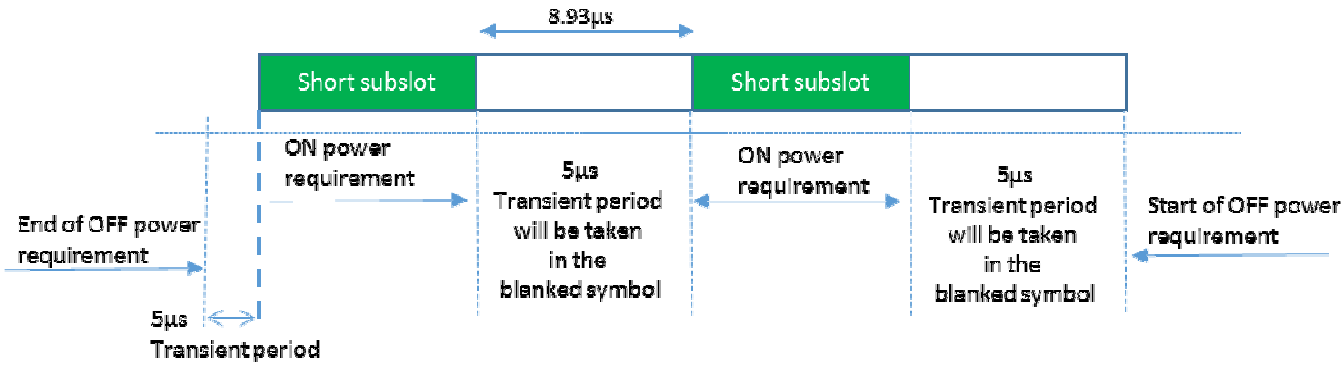 8.93μs
Short subslot
Short subslot
ON power
requirement
5μs
Transient period
will be taken
in the
blanked symbol
ON power
requirement
5μs
Transient period
will be taken
in the
blanked symbol
End of OFF power
requirement
Start of OFF power
requirement
5μs
Transient period